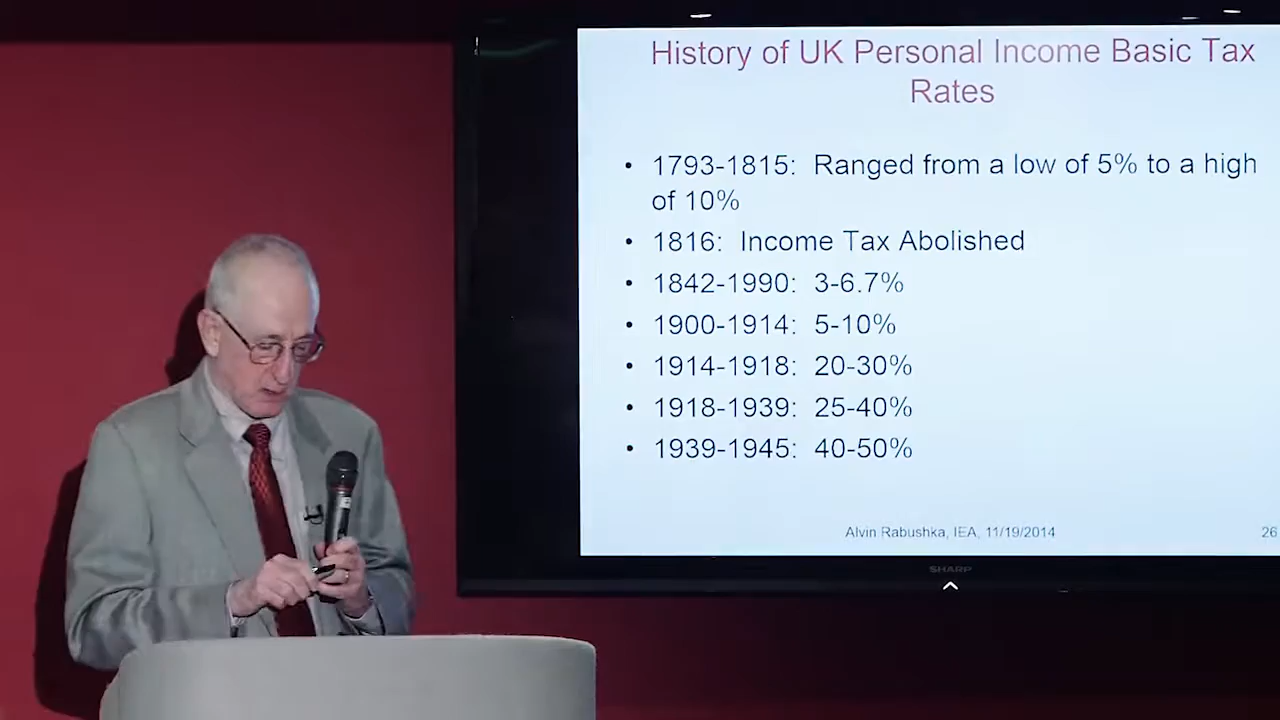 History of UK Personal Income Basic Tax
Rates
• 1793-1815: Ranged from a low of 5% to a high
of 10%
• 1816: Income Tax Abolished
• 1842-1990: 3-6.7%
• 1900-1914: 5-10%
• 1914-1918: 20-30%
• 1918-1939: 25-40%
• 1939-1945: 40-50%
Alvin Rabushka, IEA, 11/19/2014 26
SHARP